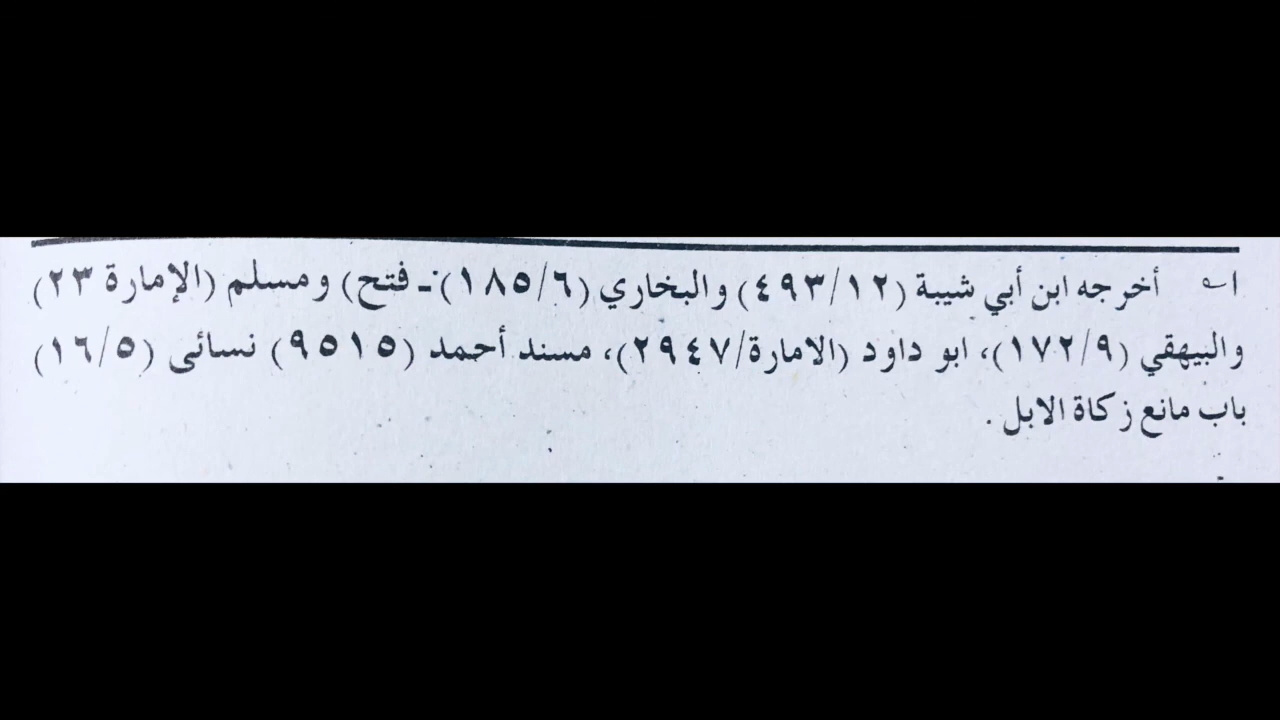 ا؎ أخرجه ابن أبي شيبة (٤٩٣/١٢) والبخاري (١٨٥/٦)ـ فتح) ومسلم (الإمارة ٢٣)
والبيهقي (١٧٢/٩)، ابو داود (الامارة/٢٩٤٧)، مسند أحمد (٩٥١٥) نسائى (١٦/٥)
باب مانع زكاة الابل .